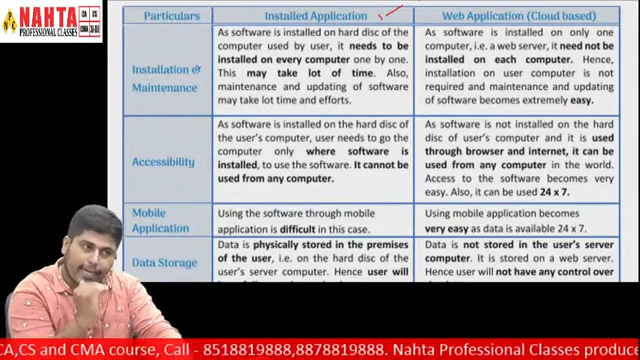 NAHTA
PROFESSIONAL CLASSES
CA
CS
CMA
XI-XII
Particulars
Installed Application
Web Application (Cloud based)
Installation &
Maintenance
As software is installed on hard disc of the
computer used by user, it needs to be
installed on every computer one by one.
This may take lot of time. Also,
maintenance and updating of software
may take lot time and efforts.
As software is installed on only one
computer, i.e. a web server, it need not be
installed on each computer. Hence,
installation on user computer is not
required and maintenance and updating
of software becomes extremely easy.
Accessibility
As software is installed on the hard disc
of the user's computer, user needs to go the
computer only where software is
installed, to use the software. It cannot be
used from any computer.
As software is not installed on the hard
disc of user's computer and it is used
through browser and internet, it can be
used from any computer in the world.
Access to the software becomes very
easy. Also, it can be used 24 x 7.
Mobile
Application
Using the software through mobile
application is difficult in this case.
Using mobile application becomes
very easy as data is available 24 x 7.
Data Storage
Data is physically stored in the premises
of the user, i.e. on the hard disc of the
user's server computer. Hence user will
Data is not stored in the user's server
computer. It is stored on a web server.
Hence user will not have any control over
CA,CS and CMA course, Call - 8518819888,8878819888. Nahta Professional Classes produce